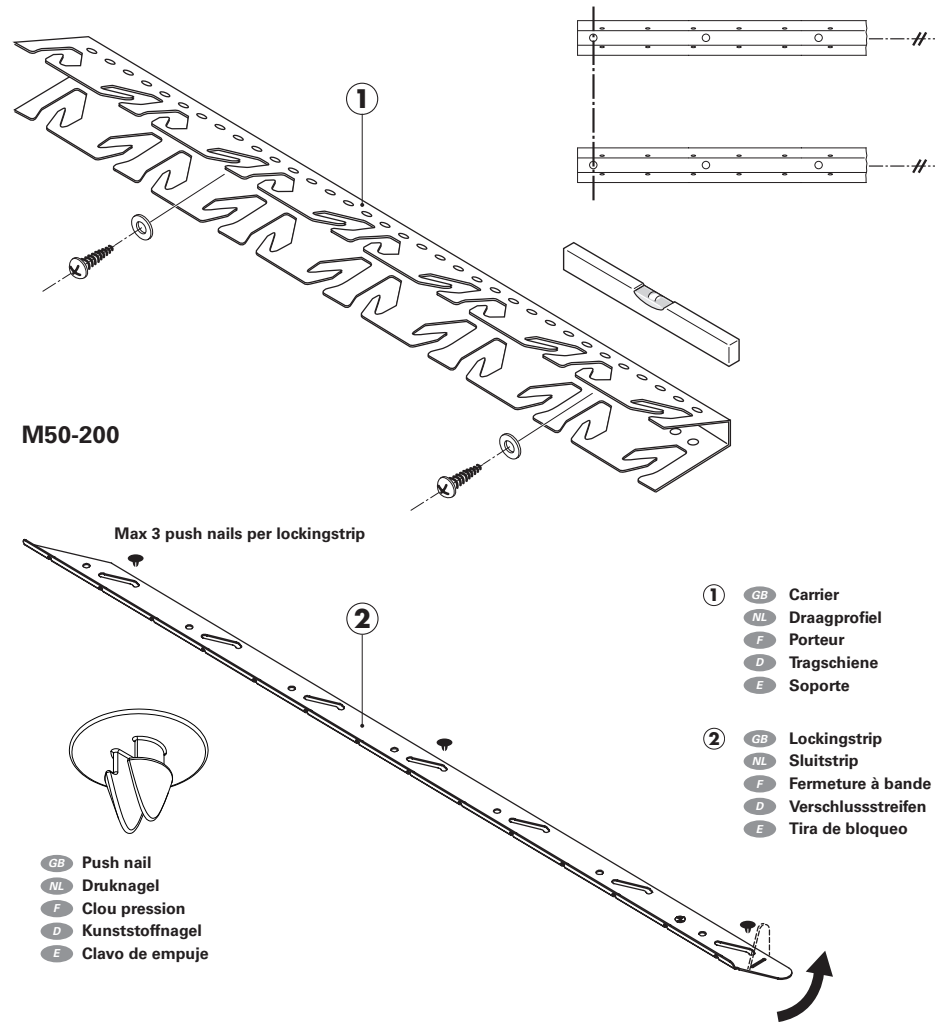 1
M50-200
Max 3 push nails per lockingstrip
2
GB Push nail
NL Druknagel
F Clou pression
D Kunststoffnagel
E Clavo de empuje
1 GB Carrier
NL Draagprofiel
F Porteur
D Tragschiene
E Soporte
2 GB Lockingstrip
NL Sluitstrip
F Fermeture à bande
D Verschlussstreifen
E Tira de bloqueo